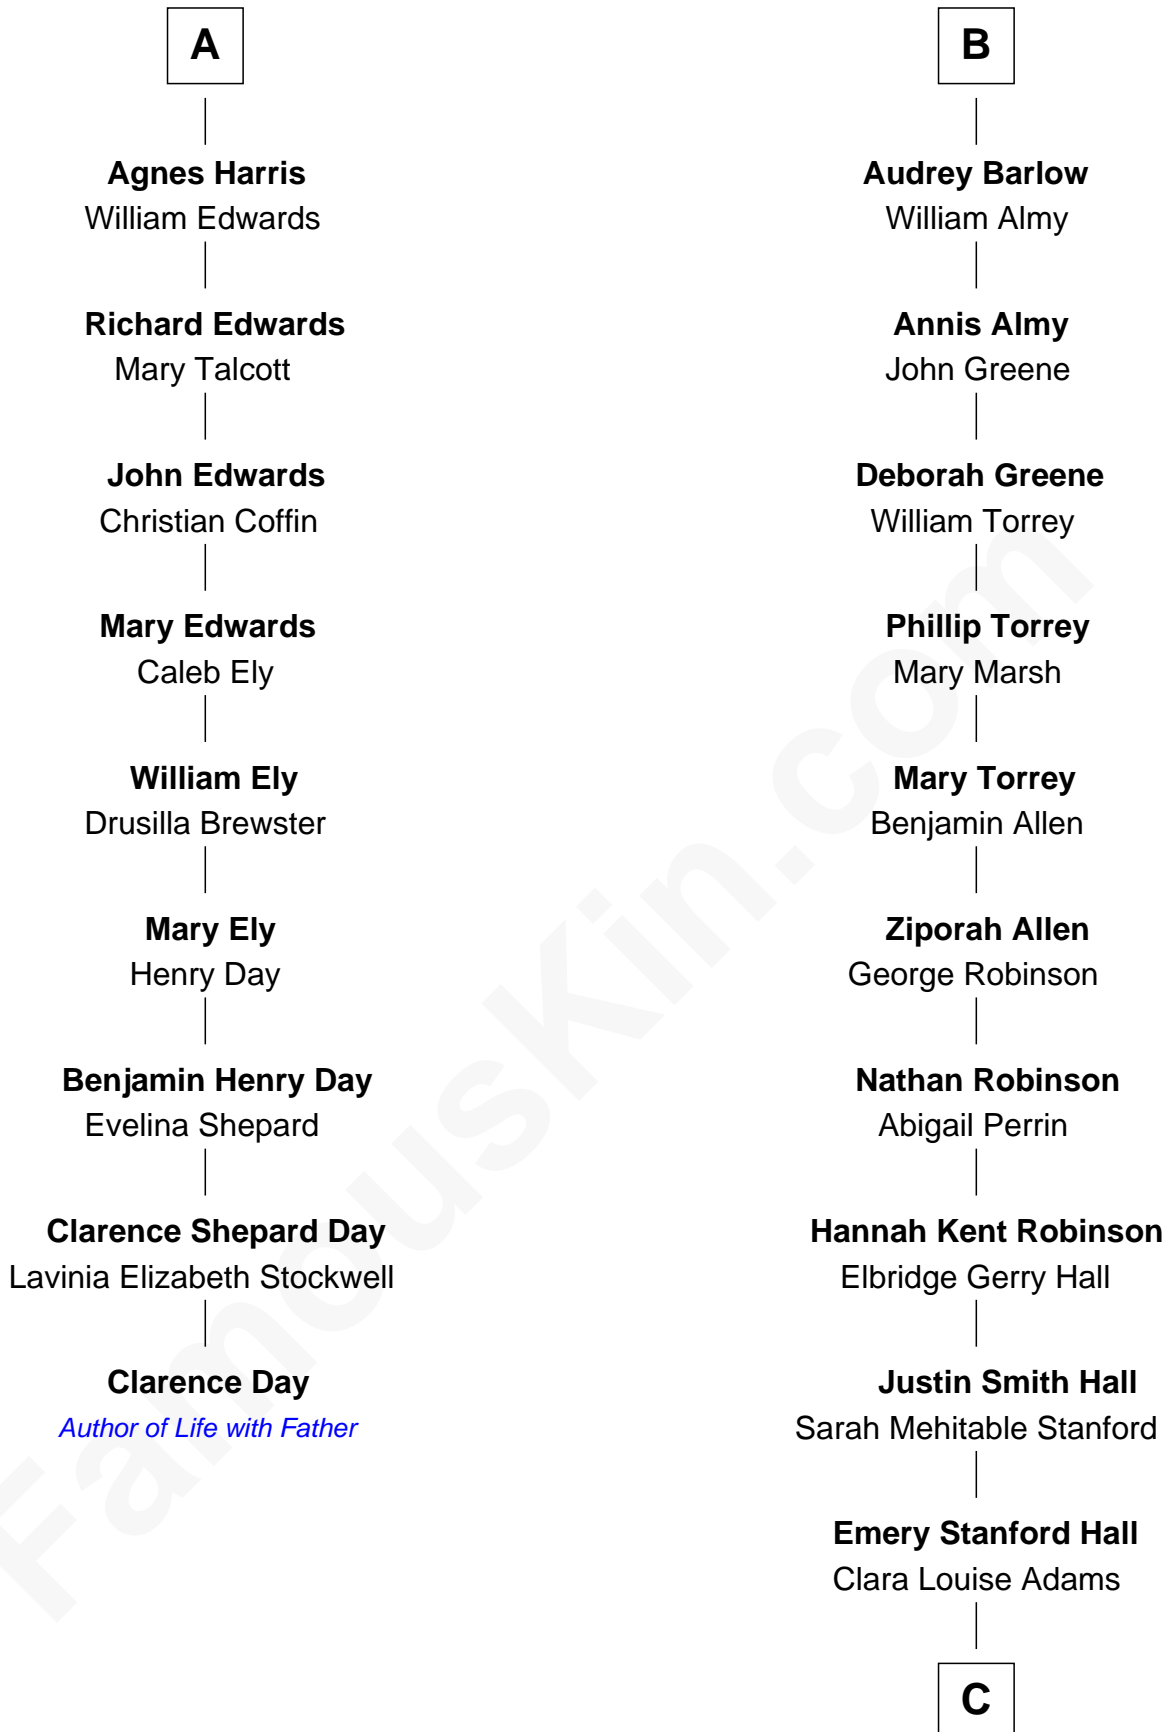 A
Agnes Harris
William Edwards
Richard Edwards
Mary Talcott
John Edwards
Christian Coffin
Mary Edwards
Caleb Ely
William Ely
Drusilla Brewster
Mary Ely
Henry Day
Benjamin Henry Day
Evelina Shepard
Clarence Shepard Day
Lavinia Elizabeth Stockwell
Clarence Day
Author of Life with Father
B
Audrey Barlow
William Almy
Annis Almy
John Greene
Deborah Greene
William Torrey
Phillip Torrey
Mary Marsh
Mary Torrey
Benjamin Allen
Ziporah Allen
George Robinson
Nathan Robinson
Abigail Perrin
Hannah Kent Robinson
Elbridge Gerry Hall
Justin Smith Hall
Sarah Mehitable Stanford
Emery Stanford Hall
Clara Louise Adams
C
FamousKin.com